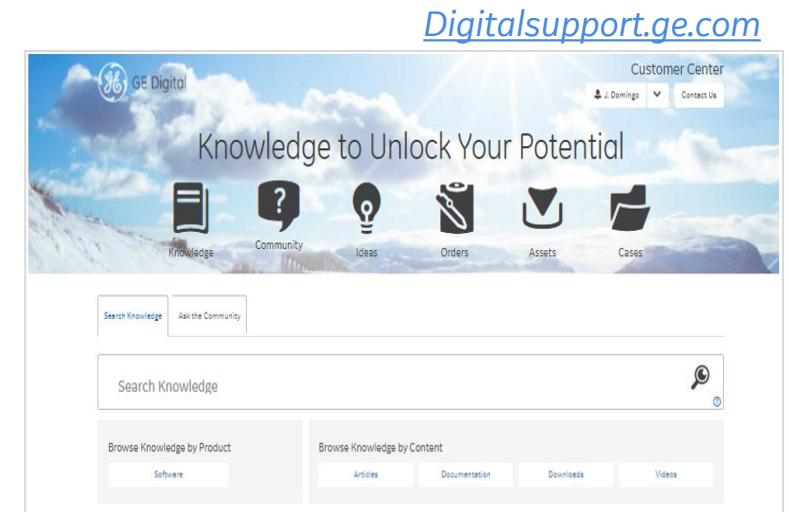 Digitalsupport.ge.com
GE Digital
Customer Center
J. Domingo
Contact Us
Knowledge to Unlock Your Potential
Knowledge
Community
Ideas
Orders
Assets
Cases
Search Knowledge
Ask the Community
Search Knowledge
Browse Knowledge by Product
Browse Knowledge by Content
Software
Articles
Documentation
Downloads
Videos